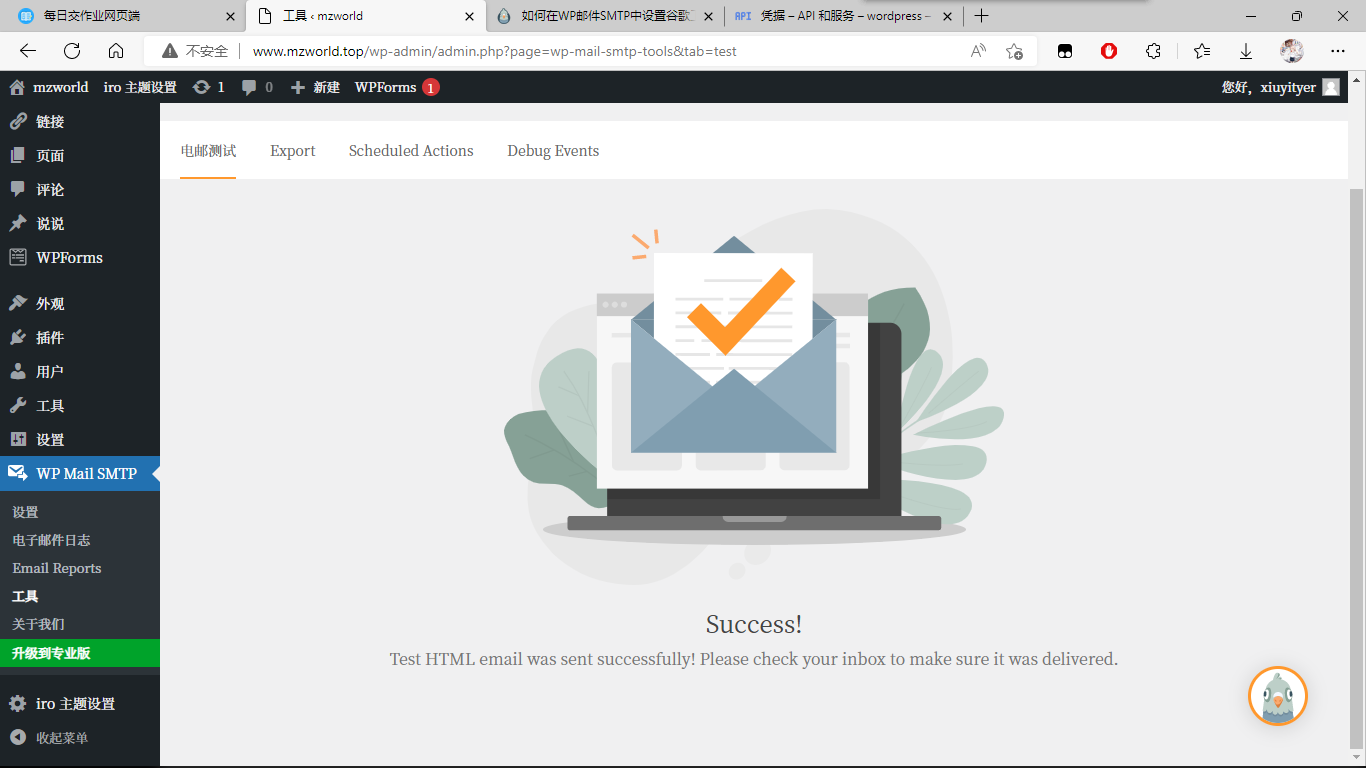 每日交作业网页端
工具 ‹ mzworld
如何在WP邮件SMTP中设置谷歌
API
凭据 – API 和服务 – wordpress –
不安全
www.mzworld.top/wp-admin/admin.php?page=wp-mail-smtp-tools&tab=test
mzworld
iro 主题设置
1
0
新建
WPForms 1
您好，xiuyityer
链接
页面
评论
说说
WPForms
外观
插件
用户
工具
设置
WP Mail SMTP
设置
电子邮件日志
Email Reports
工具
关于我们
升级到专业版
iro 主题设置
收起菜单
电邮测试
Export
Scheduled Actions
Debug Events
Success!
Test HTML email was sent successfully! Please check your inbox to make sure it was delivered.